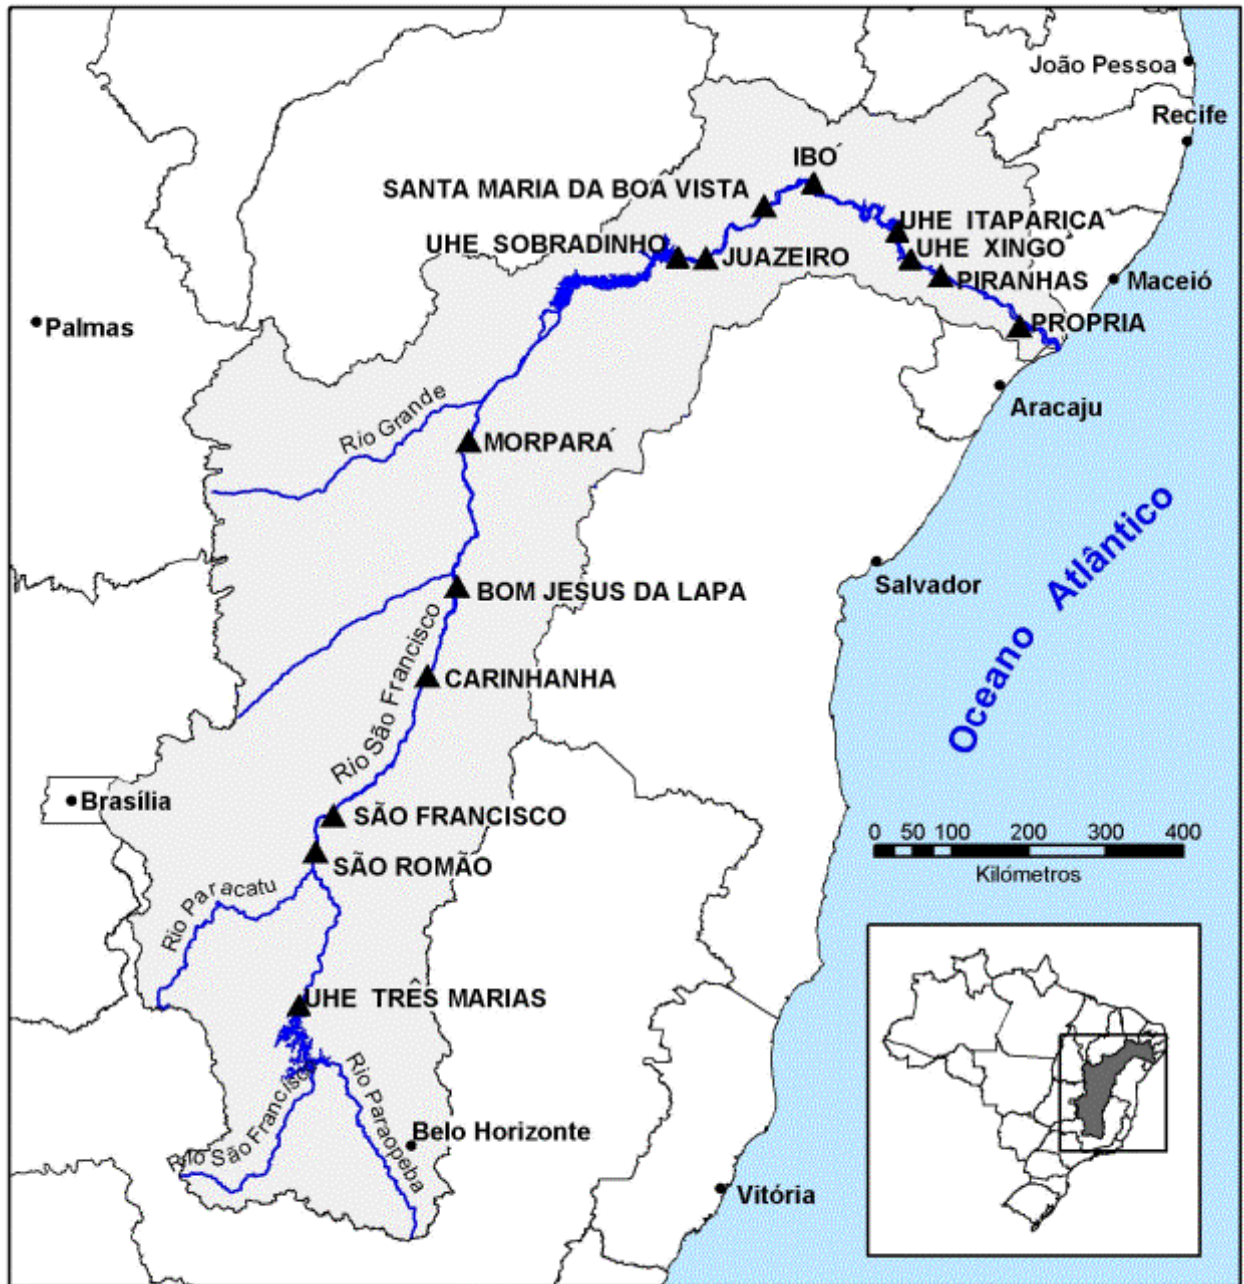 João Pessoa
Recife
IBÓ
SANTA MARIA DA BOA VISTA
UHE ITAPARICA
UHE SOBRADINHO
JUAZEIRO
UHE XINGÓ
PIRANHAS
Maceió
Palmas
PROPRIA
Rio Grande
Aracaju
MORPARÁ
Oceano Atlântico
Salvador
BOM JESUS DA LAPA
Rio São Francisco
CARINHANHA
Brasília
SÃO FRANCISCO
0 50 100 200 300 400
Kilómetros
SÃO ROMÃO
Rio Paracatu
UHE TRÊS MARIAS
Rio São Francisco
Rio Paraopeba
Belo Horizonte
Vitória